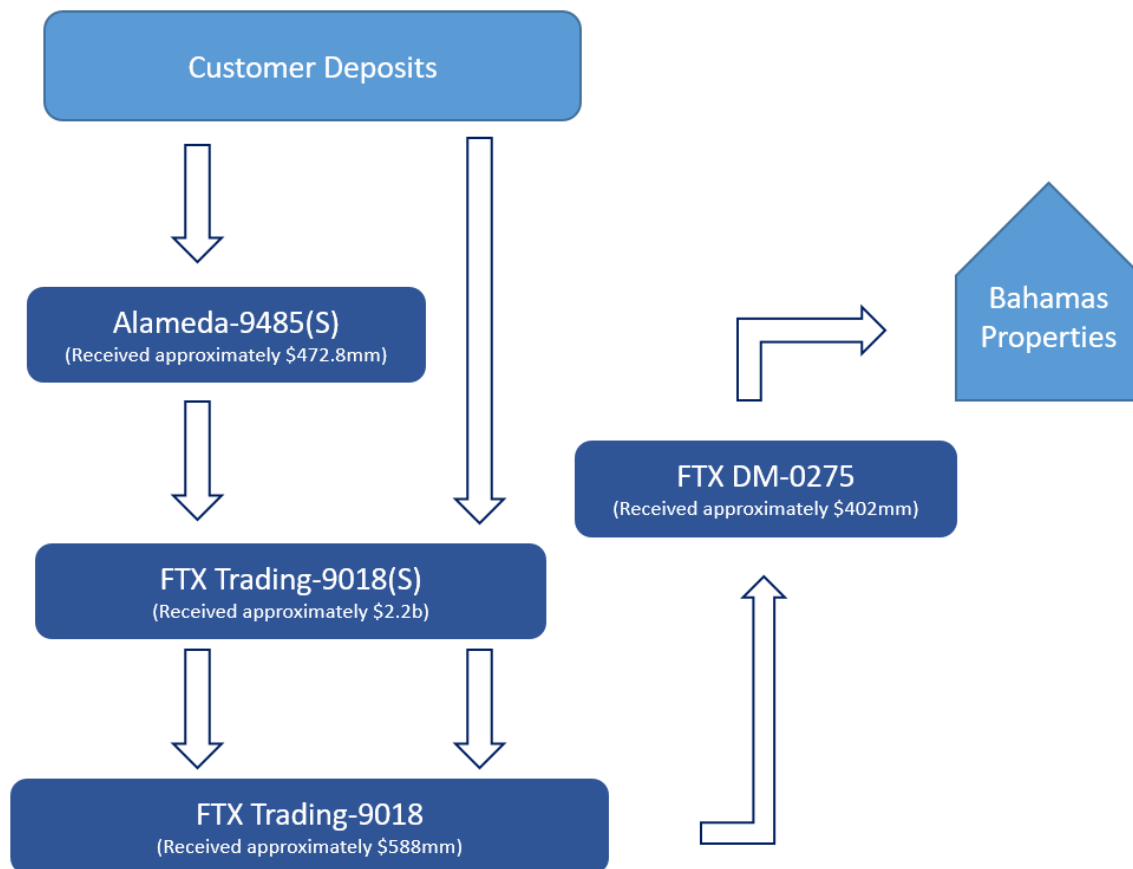 Customer Deposits
Alameda-9485(S)
(Received approximately $472.8mm)
FTX Trading-9018(S)
(Received approximately $2.2b)
FTX Trading-9018
(Received approximately $588mm)
FTX DM-0275
(Received approximately $402mm)
Bahamas
Properties